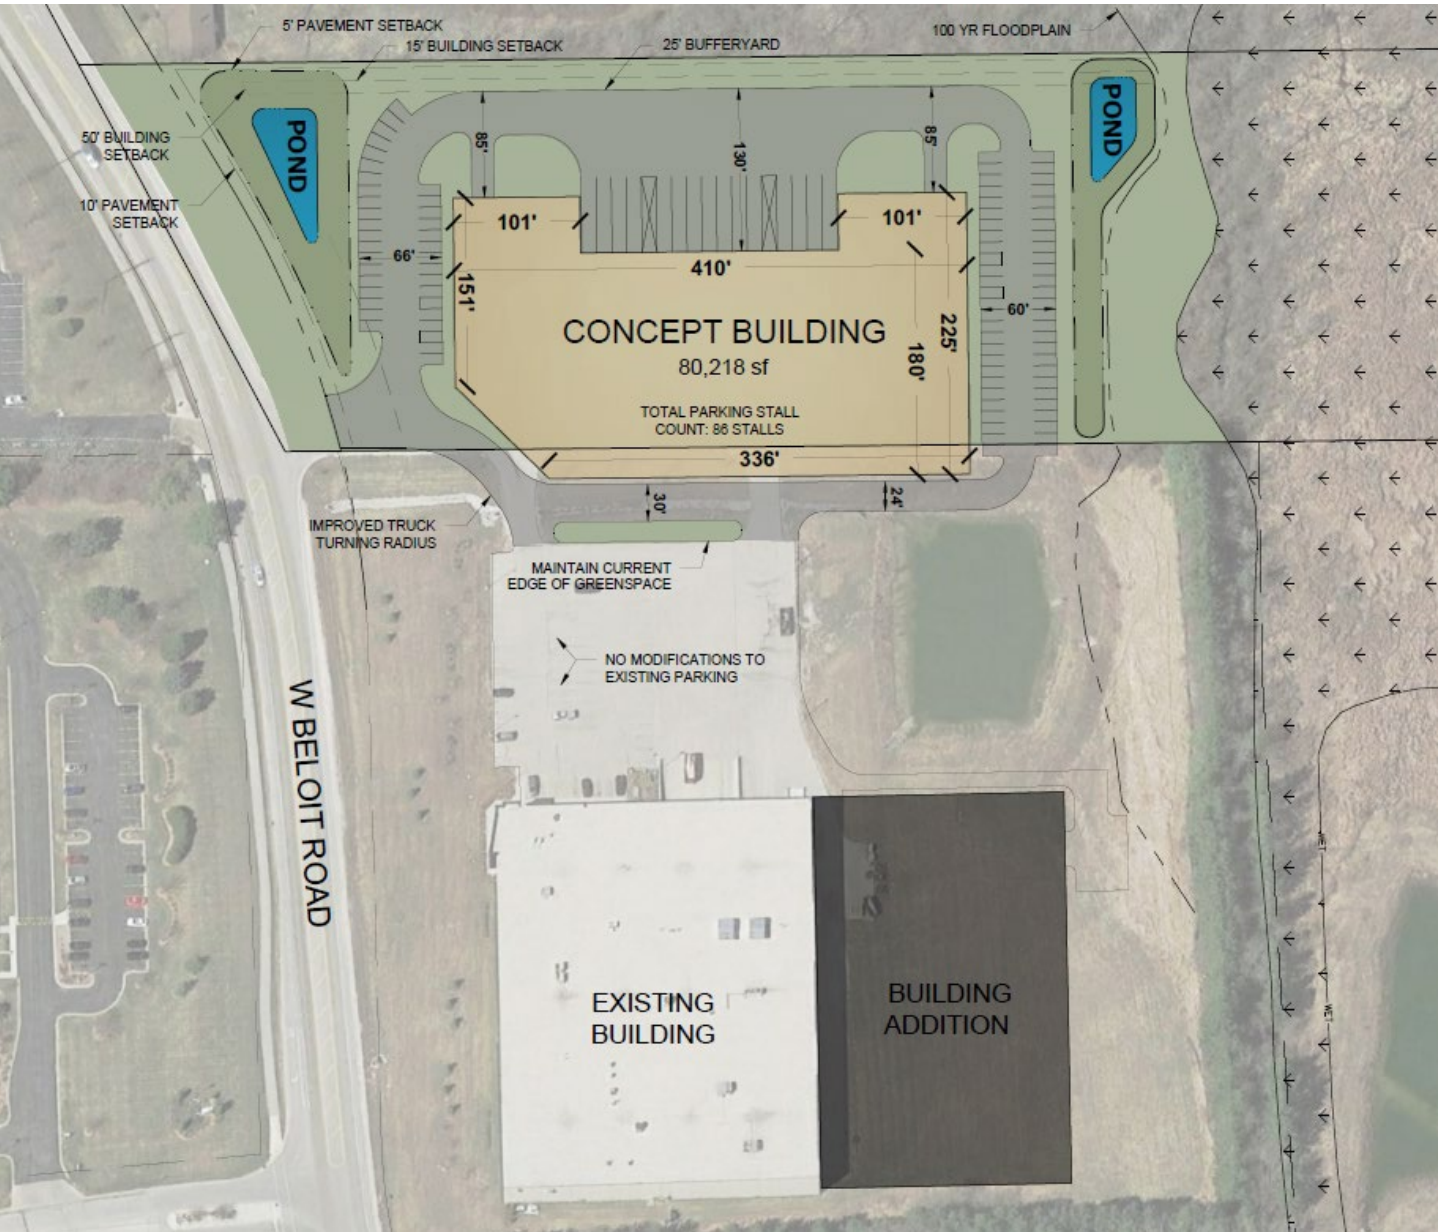 5' PAVEMENT SETBACK
15' BUILDING SETBACK
25' BUFFERYARD
100 YR FLOODPLAIN
50' BUILDING
SETBACK
10' PAVEMENT
SETBACK
POND
POND
85'
130'
85'
101'
101'
66'
410'
151'
60'
225'
180'
CONCEPT BUILDING
80,218 sf
TOTAL PARKING STALL
COUNT: 86 STALLS
336'
30'
24'
IMPROVED TRUCK
TURNING RADIUS
MAINTAIN CURRENT
EDGE OF GREENSPACE
NO MODIFICATIONS TO
EXISTING PARKING
W BELOIT ROAD
WET
WET
EXISTING
BUILDING
BUILDING
ADDITION